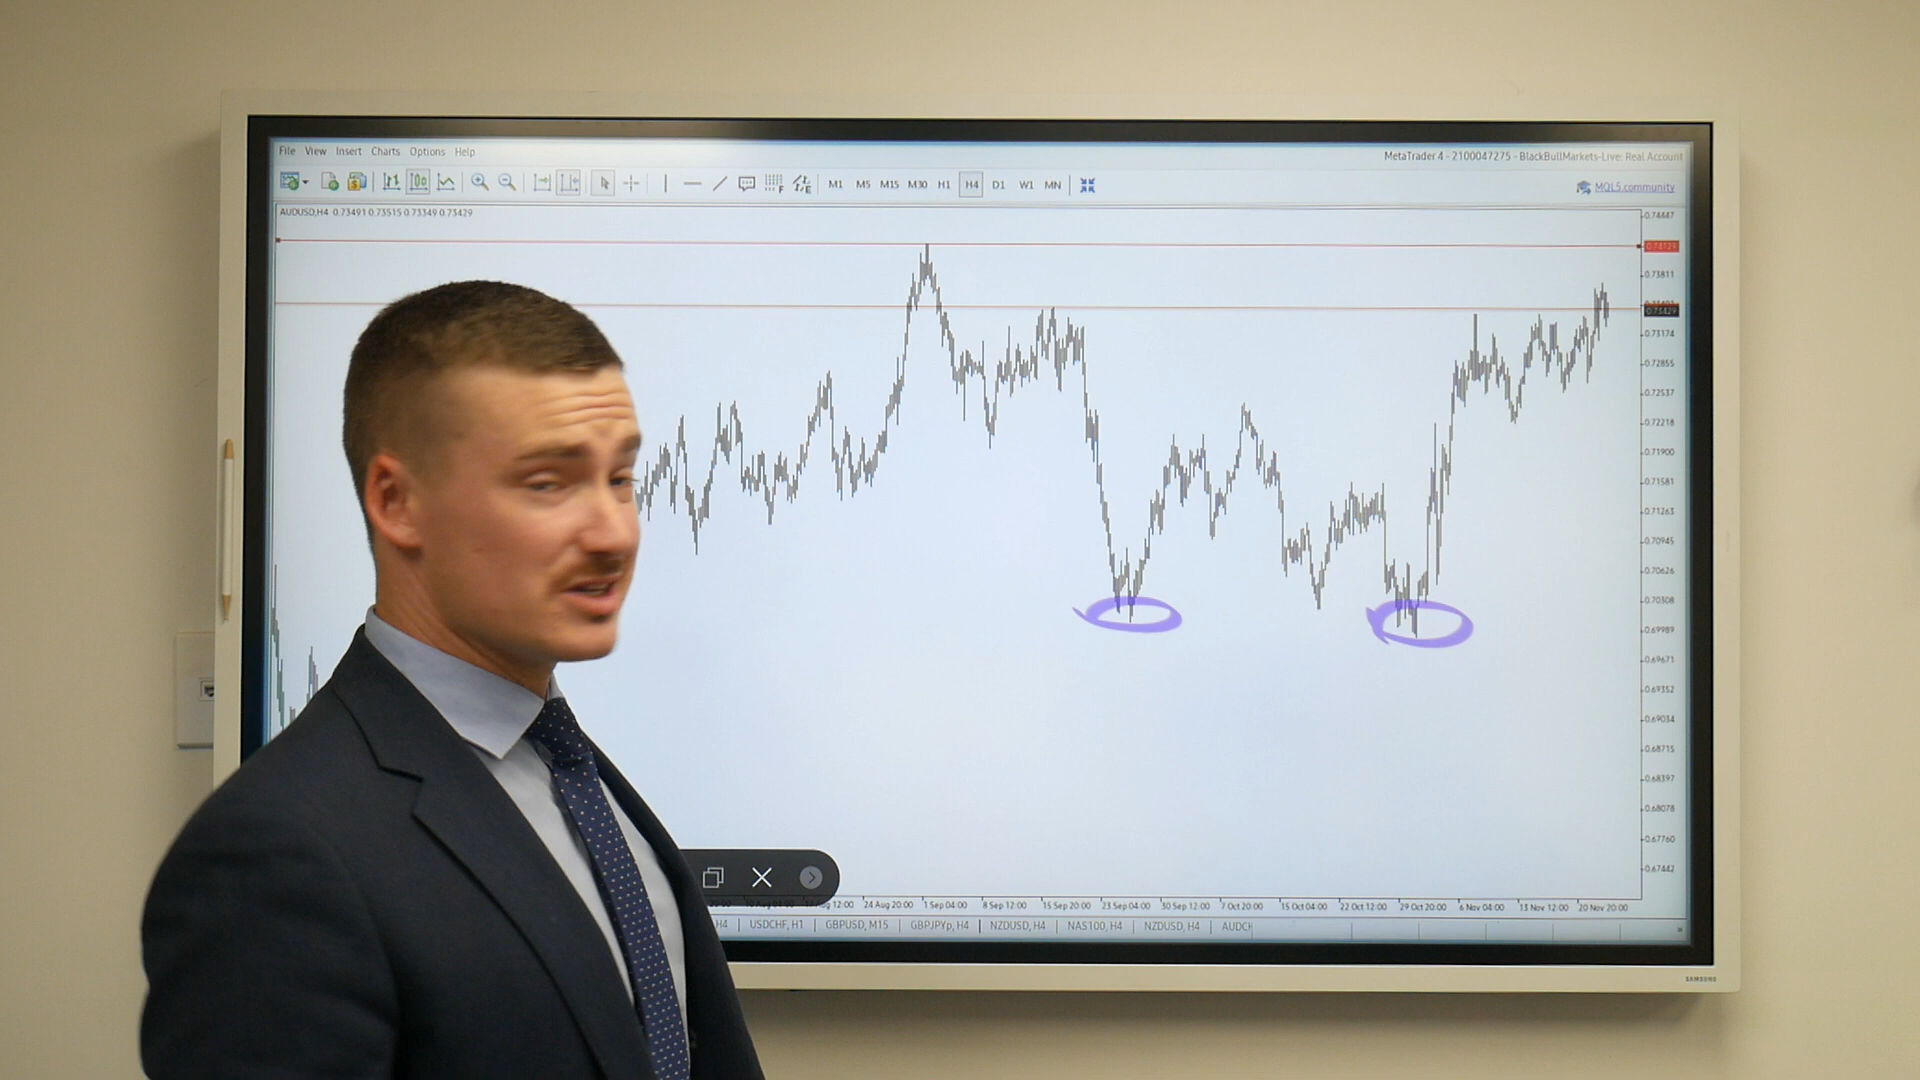 File View Insert Charts Options Help
MetaTrader 4 - 2100047275 - BlackBullMarkets-Live: Real Account
M1 M5 M15 M30 H1 H4 D1 W1 MN
MQL5.community
AUDUSD,H4 0.73491 0.73515 0.73349 0.73429
0.74447
0.74129
0.73811
0.73429
0.73174
0.72855
0.72537
0.72218
0.71900
0.71581
0.71263
0.70945
0.70626
0.70308
0.69989
0.69671
0.69352
0.69034
0.68715
0.68397
0.68078
0.67760
0.67442
12:00 24 Aug 20:00 1 Sep 04:00 8 Sep 12:00 15 Sep 20:00 23 Sep 04:00 30 Sep 12:00 7 Oct 20:00 15 Oct 04:00 22 Oct 12:00 29 Oct 20:00 6 Nov 04:00 13 Nov 12:00 20 Nov 20:00
H4 USDCHF, H1 GBPUSD, M15 GBPJPYp, H4 NZDUSD, H4 NAS100, H4 NZDUSD, H4 AUDCH
SAMSUNG